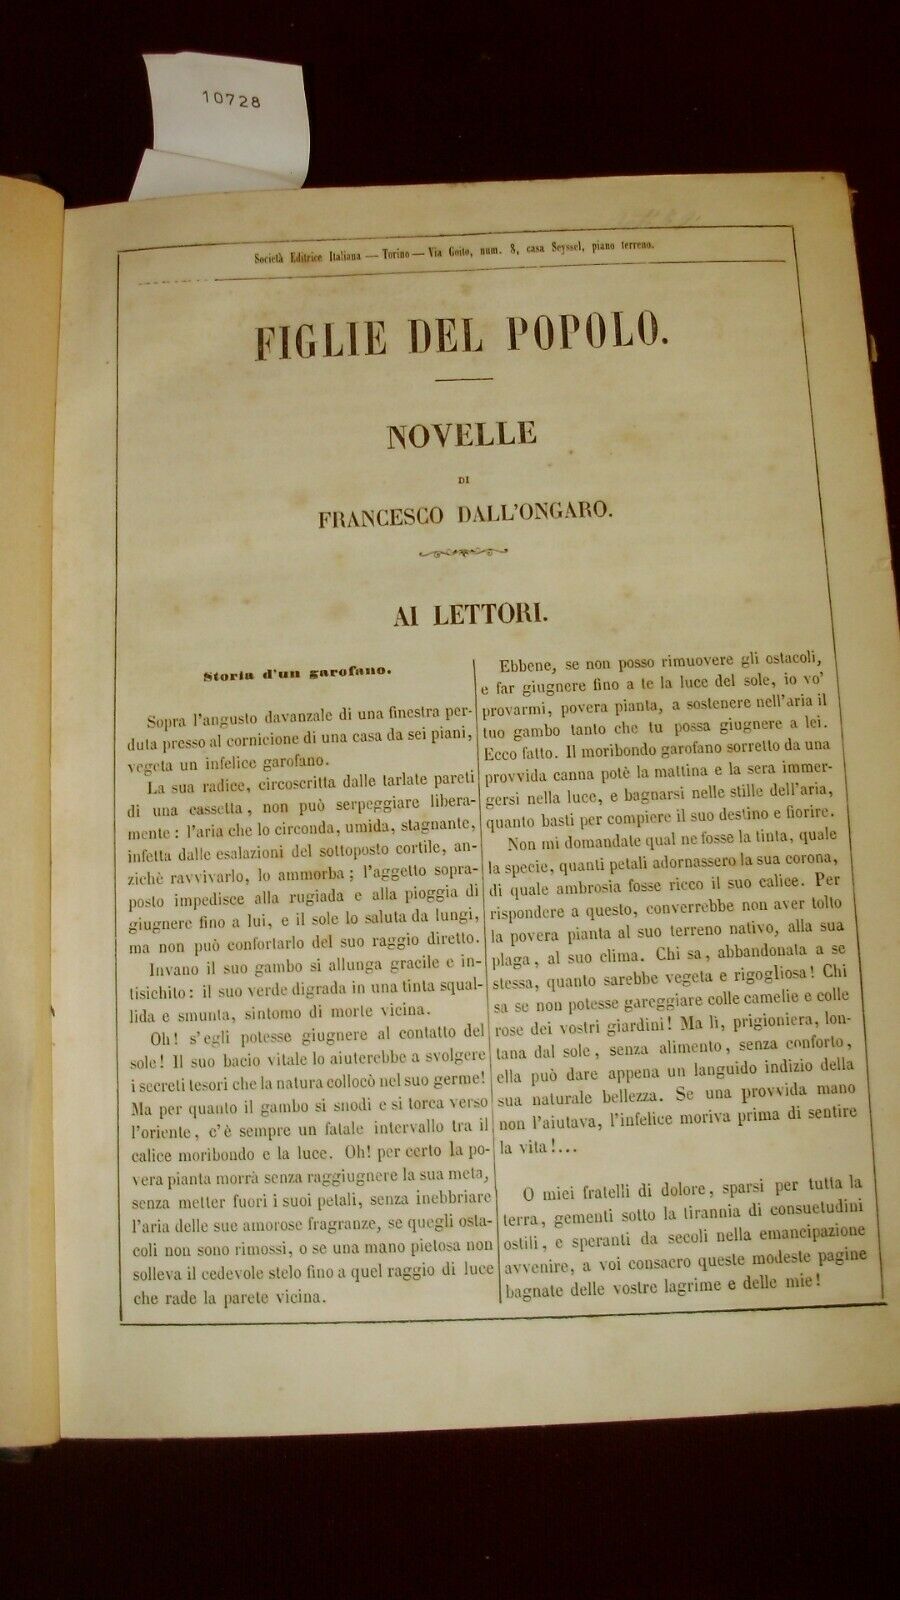 10728
Società Editrice Italiana — Torino — Via Goito, num. 8, casa Seyssel, piano terreno.
FIGLIE DEL POPOLO.
NOVELLE
DI
FRANCESCO DALL'ONGARO.
AI LETTORI.
Storia d'un garofano.
Sopra l'angusto davanzale di una finestra per-
duta presso al cornicione di una casa da sei piani,
vegeta un infelice garofano.
La sua radice, circoscritta dalle tarlate pareti
di una cassetta, non può serpeggiare libera-
mente: l'aria che lo circonda, umida, stagnante,
infetta dalle esalazioni del sottoposto cortile, an-
zichè ravvivarlo, lo ammorba; l'aggetto sopra-
posto impedisce alla rugiada e alla pioggia di
giugnere fino a lui, e il sole lo saluta da lungi,
ma non può confortarlo del suo raggio diretto.
Invano il suo gambo si allunga gracile e in-
tisichito: il suo verde digrada in una tinta squal-
lida e smunta, sintomo di morte vicina.
Oh! s'egli potesse giugnere al contatto del
sole! Il suo bacio vitale lo aiuterebbe a svolgere
i secreti tesori che la natura collocò nel suo germe!
Ma per quanto il gambo si snodi e si torca verso
l'oriente, c'è sempre un fatale intervallo tra il
calice moribondo e la luce. Oh! per certo la po-
vera pianta morrà senza raggiugnere la sua meta,
senza metter fuori i suoi petali, senza inebbriare
l'aria delle sue amorose fragranze, se quegli osta-
coli non sono rimossi, o se una mano pietosa non
solleva il cedevole stelo fino a quel raggio di luce
che rade la parete vicina.
Ebbene, se non posso rimuovere gli ostacoli,
e far giugnere fino a te la luce del sole, io vo'
provarmi, povera pianta, a sostenere nell'aria il
tuo gambo tanto che tu possa giugnere a lei.
Ecco fatto. Il moribondo garofano sorretto da una
provvida canna potè la mattina e la sera immer-
gersi nella luce, e bagnarsi nelle stille dell'aria,
quanto basti per compiere il suo destino e fiorire.
Non mi domandate qual ne fosse la tinta, quale
la specie, quanti petali adornassero la sua corona,
di quale ambrosia fosse ricco il suo calice. Per
rispondere a questo, converrebbe non aver tolto
la povera pianta al suo terreno nativo, alla sua
plaga, al suo clima. Chi sa, abbandonata a se
stessa, quanto sarebbe vegeta e rigogliosa! Chi
sa se non potesse gareggiare colle camelie e colle
rose dei vostri giardini! Ma lì, prigioniera, lon-
tana dal sole, senza alimento, senza conforto,
ella può dare appena un languido indizio della
sua naturale bellezza. Se una provvida mano
non l'aiutava, l'infelice moriva prima di sentire
la vita!...
O miei fratelli di dolore, sparsi per tutta la
terra, gementi sotto la tirannia di consuetudini
ostili, e speranti da secoli nella emancipazione
avvenire, a voi consacro queste modeste pagine
bagnate delle vostre lagrime e delle mie!